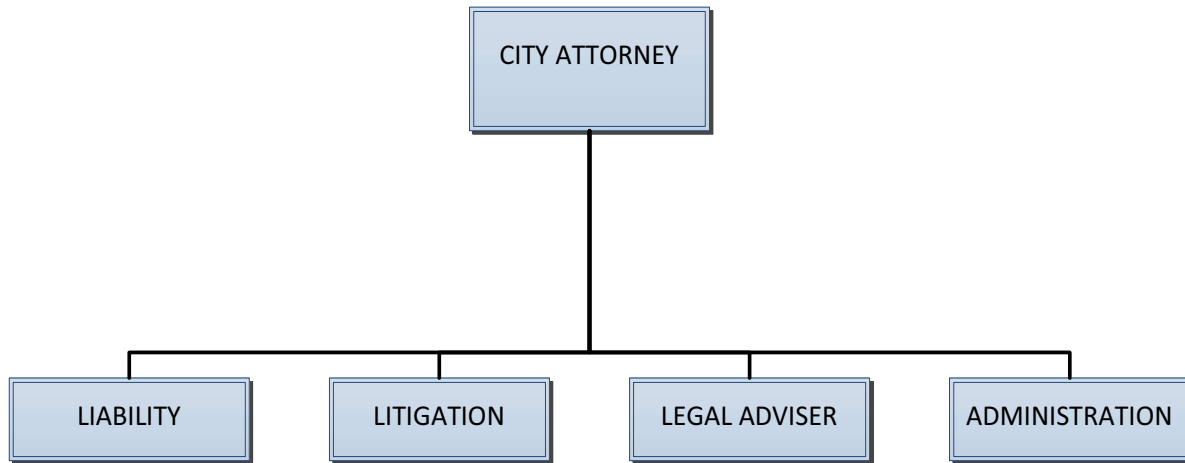 CITY ATTORNEY
LIABILITY
LITIGATION
LEGAL ADVISER
ADMINISTRATION